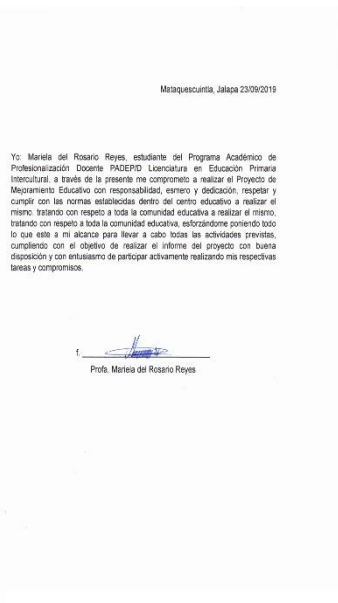 Mataquescuintla, Jalapa 23/09/2019
Yo: Mariela del Rosario Reyes, estudiante del Programa Académico de
Profesionalización Docente PADEP/D Licenciatura en Educación Primaria
Intercultural, a través de la presente me comprometo a realizar el Proyecto de
Mejoramiento Educativo con responsabilidad, esmero y dedicación, respetar y
cumplir con las normas establecidas dentro del centro educativo a realizar el
mismo. tratando con respeto a toda la comunidad educativa a realizar el mismo,
tratando con respeto a toda la comunidad educativa, esforzándome poniendo todo
lo que este a mi alcance para llevar a cabo todas las actividades previstas,
cumpliendo con el objetivo de realizar el informe del proyecto con buena
disposición y con entusiasmo de participar activamente realizando mis respectivas
tareas y compromisos.
f.
Profa. Mariela del Rosario Reyes